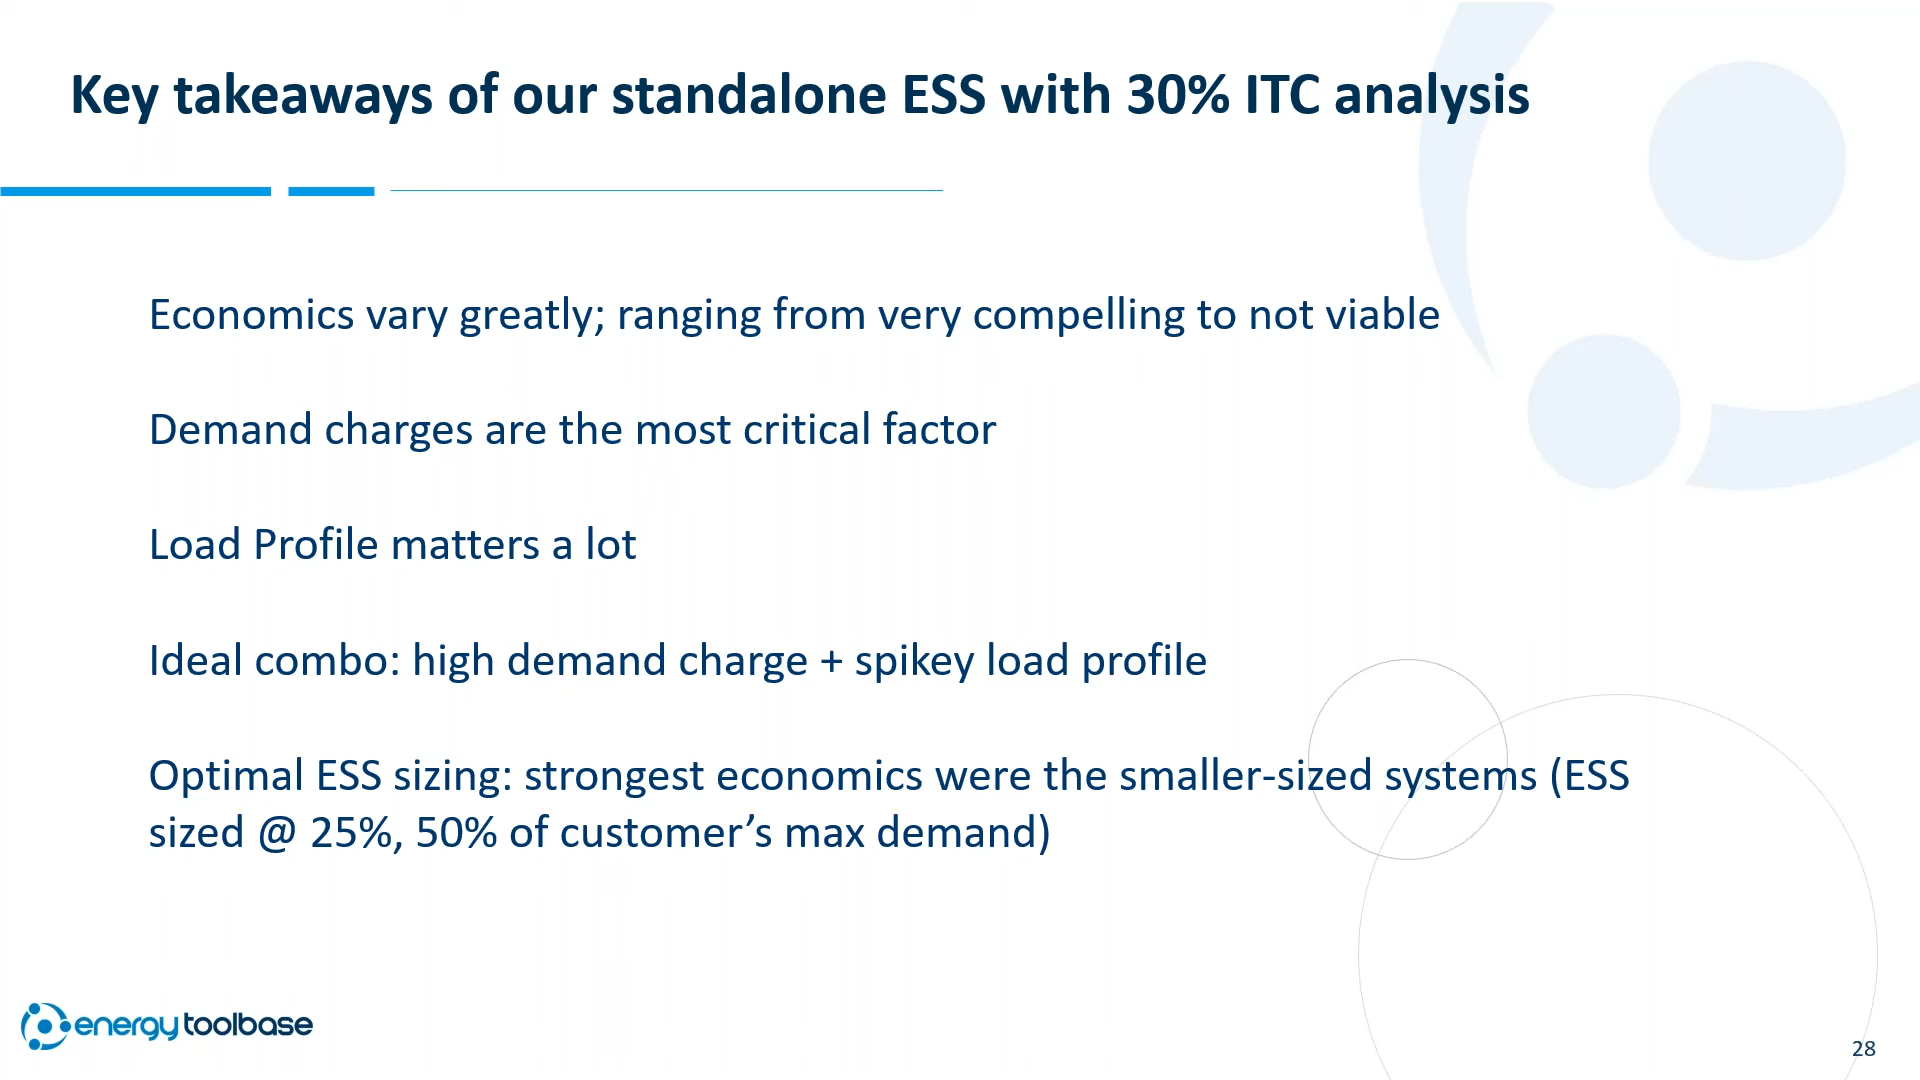 Key takeaways of our standalone ESS with 30% ITC analysis
Economics vary greatly; ranging from very compelling to not viable
Demand charges are the most critical factor
Load Profile matters a lot
Ideal combo: high demand charge + spikey load profile
Optimal ESS sizing: strongest economics were the smaller-sized systems (ESS
sized @ 25%, 50% of customer’s max demand)
energy toolbase
28